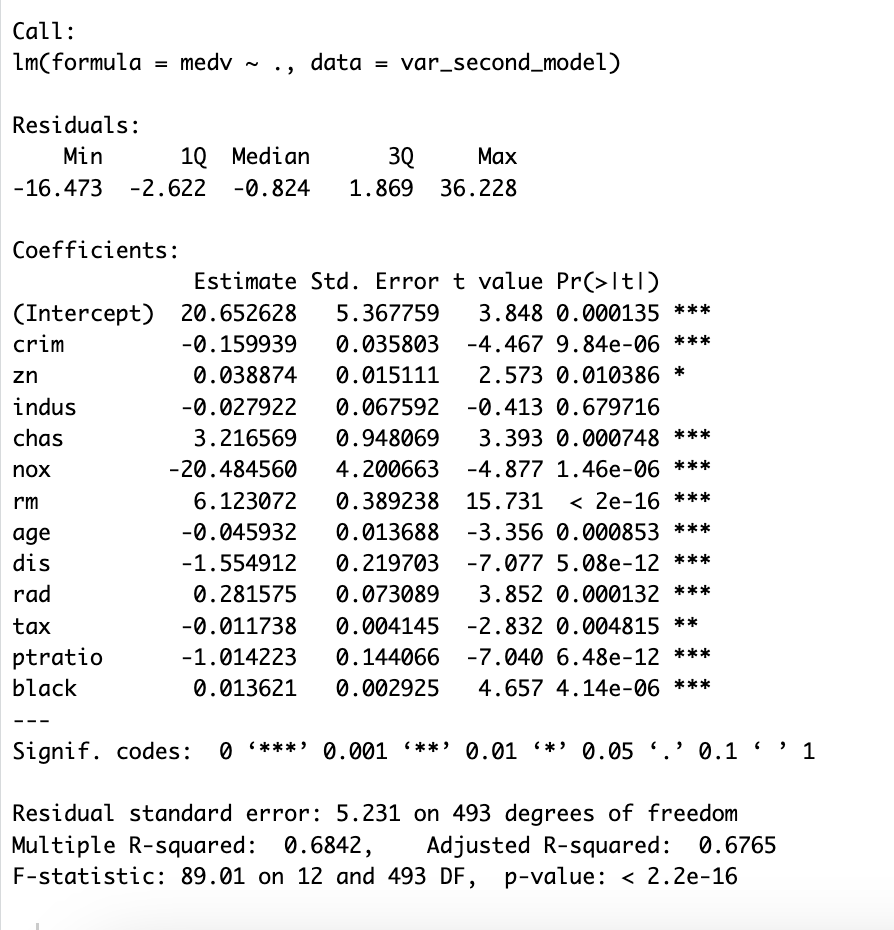 Call:
lm(formula = medv ~ ., data = var_second_model)
Residuals:
    Min      1Q  Median      3Q     Max
-16.473  -2.622  -0.824   1.869  36.228
Coefficients:
              Estimate Std. Error t value Pr(>|t|)
(Intercept)  20.652628   5.367759   3.848 0.000135 ***
crim         -0.159939   0.035803  -4.467 9.84e-06 ***
zn            0.038874   0.015111   2.573 0.010386 *
indus        -0.027922   0.067592  -0.413 0.679716
chas          3.216569   0.948069   3.393 0.000748 ***
nox         -20.484560   4.200663  -4.877 1.46e-06 ***
rm            6.123072   0.389238  15.731  < 2e-16 ***
age          -0.045932   0.013688  -3.356 0.000853 ***
dis          -1.554912   0.219703  -7.077 5.08e-12 ***
rad           0.281575   0.073089   3.852 0.000132 ***
tax          -0.011738   0.004145  -2.832 0.004815 **
ptratio      -1.014223   0.144066  -7.040 6.48e-12 ***
black         0.013621   0.002925   4.657 4.14e-06 ***
---
Signif. codes:  0 ‘***’ 0.001 ‘**’ 0.01 ‘*’ 0.05 ‘.’ 0.1 ‘ ’ 1
Residual standard error: 5.231 on 493 degrees of freedom
Multiple R-squared:  0.6842,    Adjusted R-squared:  0.6765
F-statistic: 89.01 on 12 and 493 DF,  p-value: < 2.2e-16